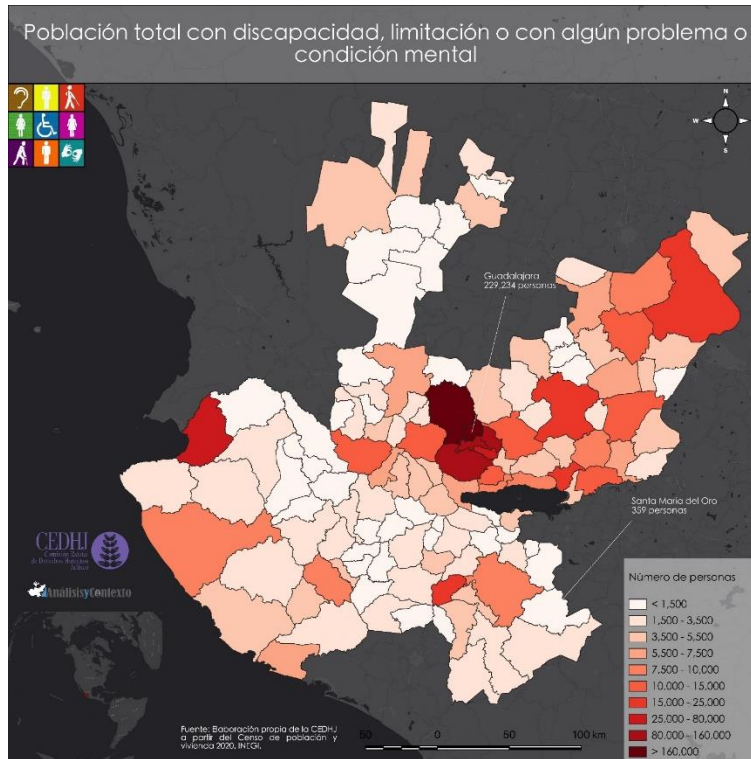 Población total con discapacidad, limitación o con algún problema o
condición mental
N
W
E
S
Guadalajara
229,234 personas
Santa María del Oro
359 personas
CEDHJ
Comisión Estatal
de Derechos Humanos
Jalisco
AnálisisyContexto
Número de personas
< 1,500
1,500 - 3,500
3,500 - 5,500
5,500 - 7,500
7,500 - 10,000
10,000 - 15,000
15,000 - 25,000
25,000 - 80,000
80,000 - 160,000
> 160,000
Fuente: Elaboración propia de la CEDHJ
a partir del Censo de población y
vivienda 2020, INEGI.
50 0 50 100 km